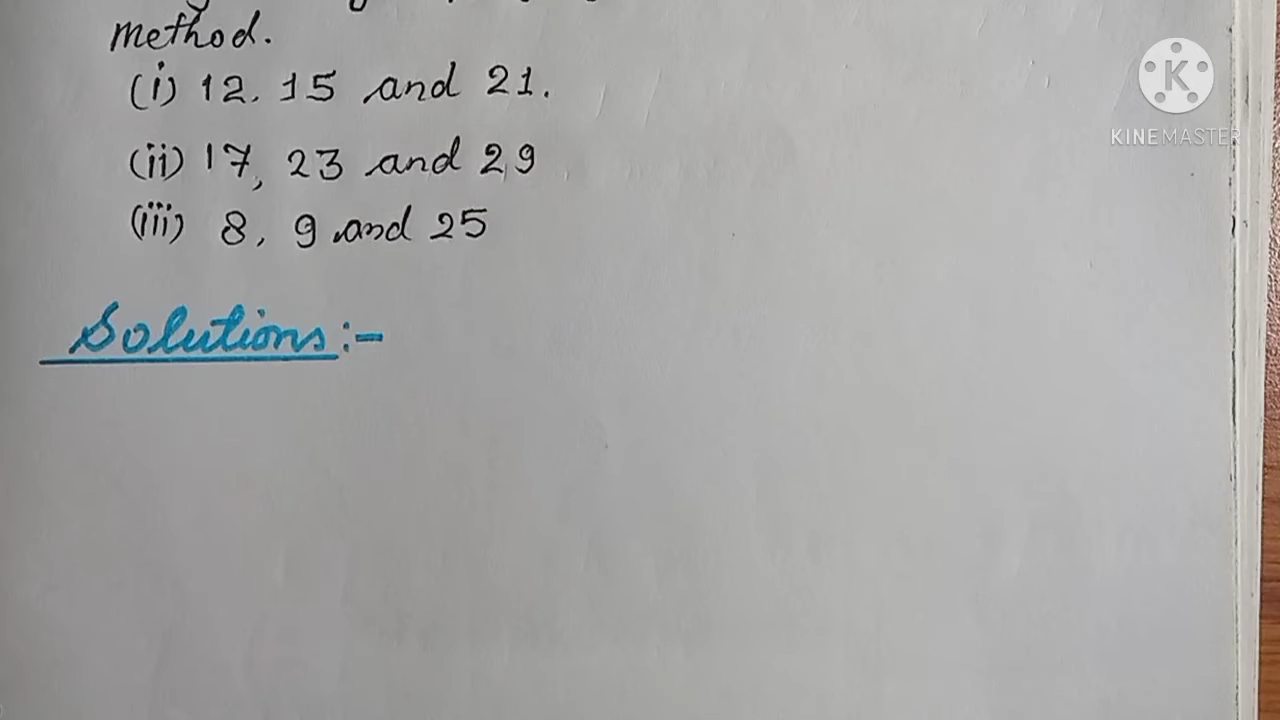 method.
(i) 12, 15 and 21.
(ii) 17, 23 and 29
(iii) 8, 9 and 25
Solutions:-
K
KINEMASTER